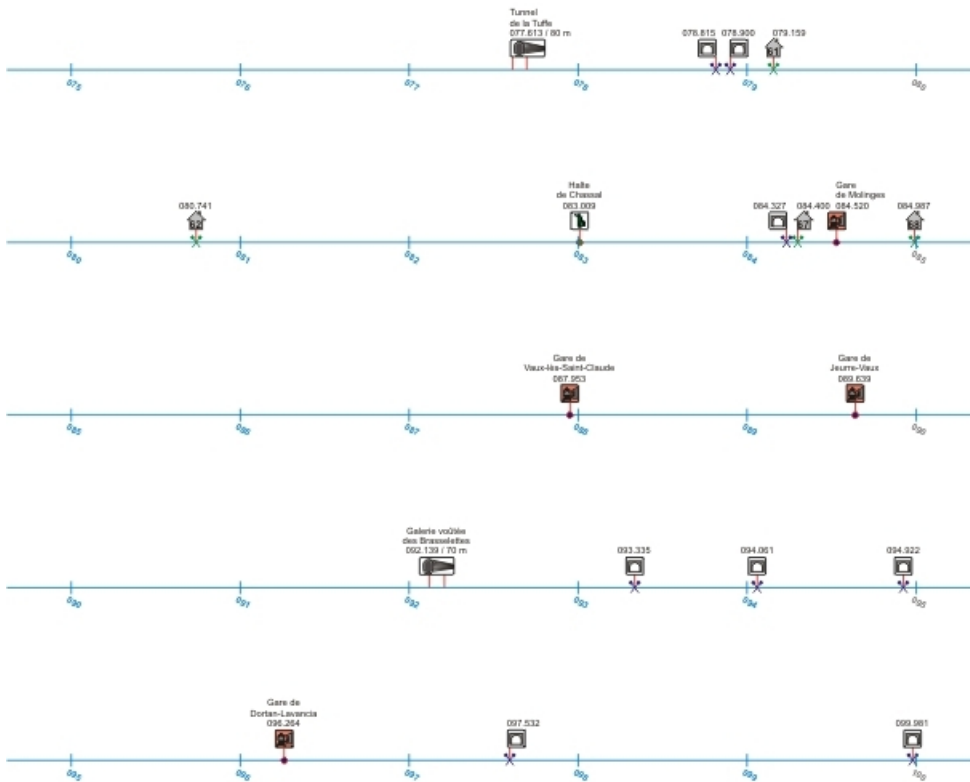 Tunnel
de la Tuffe
077.613 / 80 m
078.815 078.900 079.159
61
075 076 077 078 079 080
Halte
de Chassal
083.009
Gare
de Molinges
080.741
084.327 084.400 084.520 084.987
62
67
68
080 081 082 083 084 085
Gare de
Vaux-lès-Saint-Claude
087.953
Gare de
Jeurre-Vaux
089.639
085 086 087 088 089 090
Galerie voûtée
des Brasselettes
092.139 / 70 m
093.335 094.061 094.922
090 091 092 093 094 095
Gare de
Dortan-Lavancia
096.264
097.532 099.981
095 096 097 098 099 100